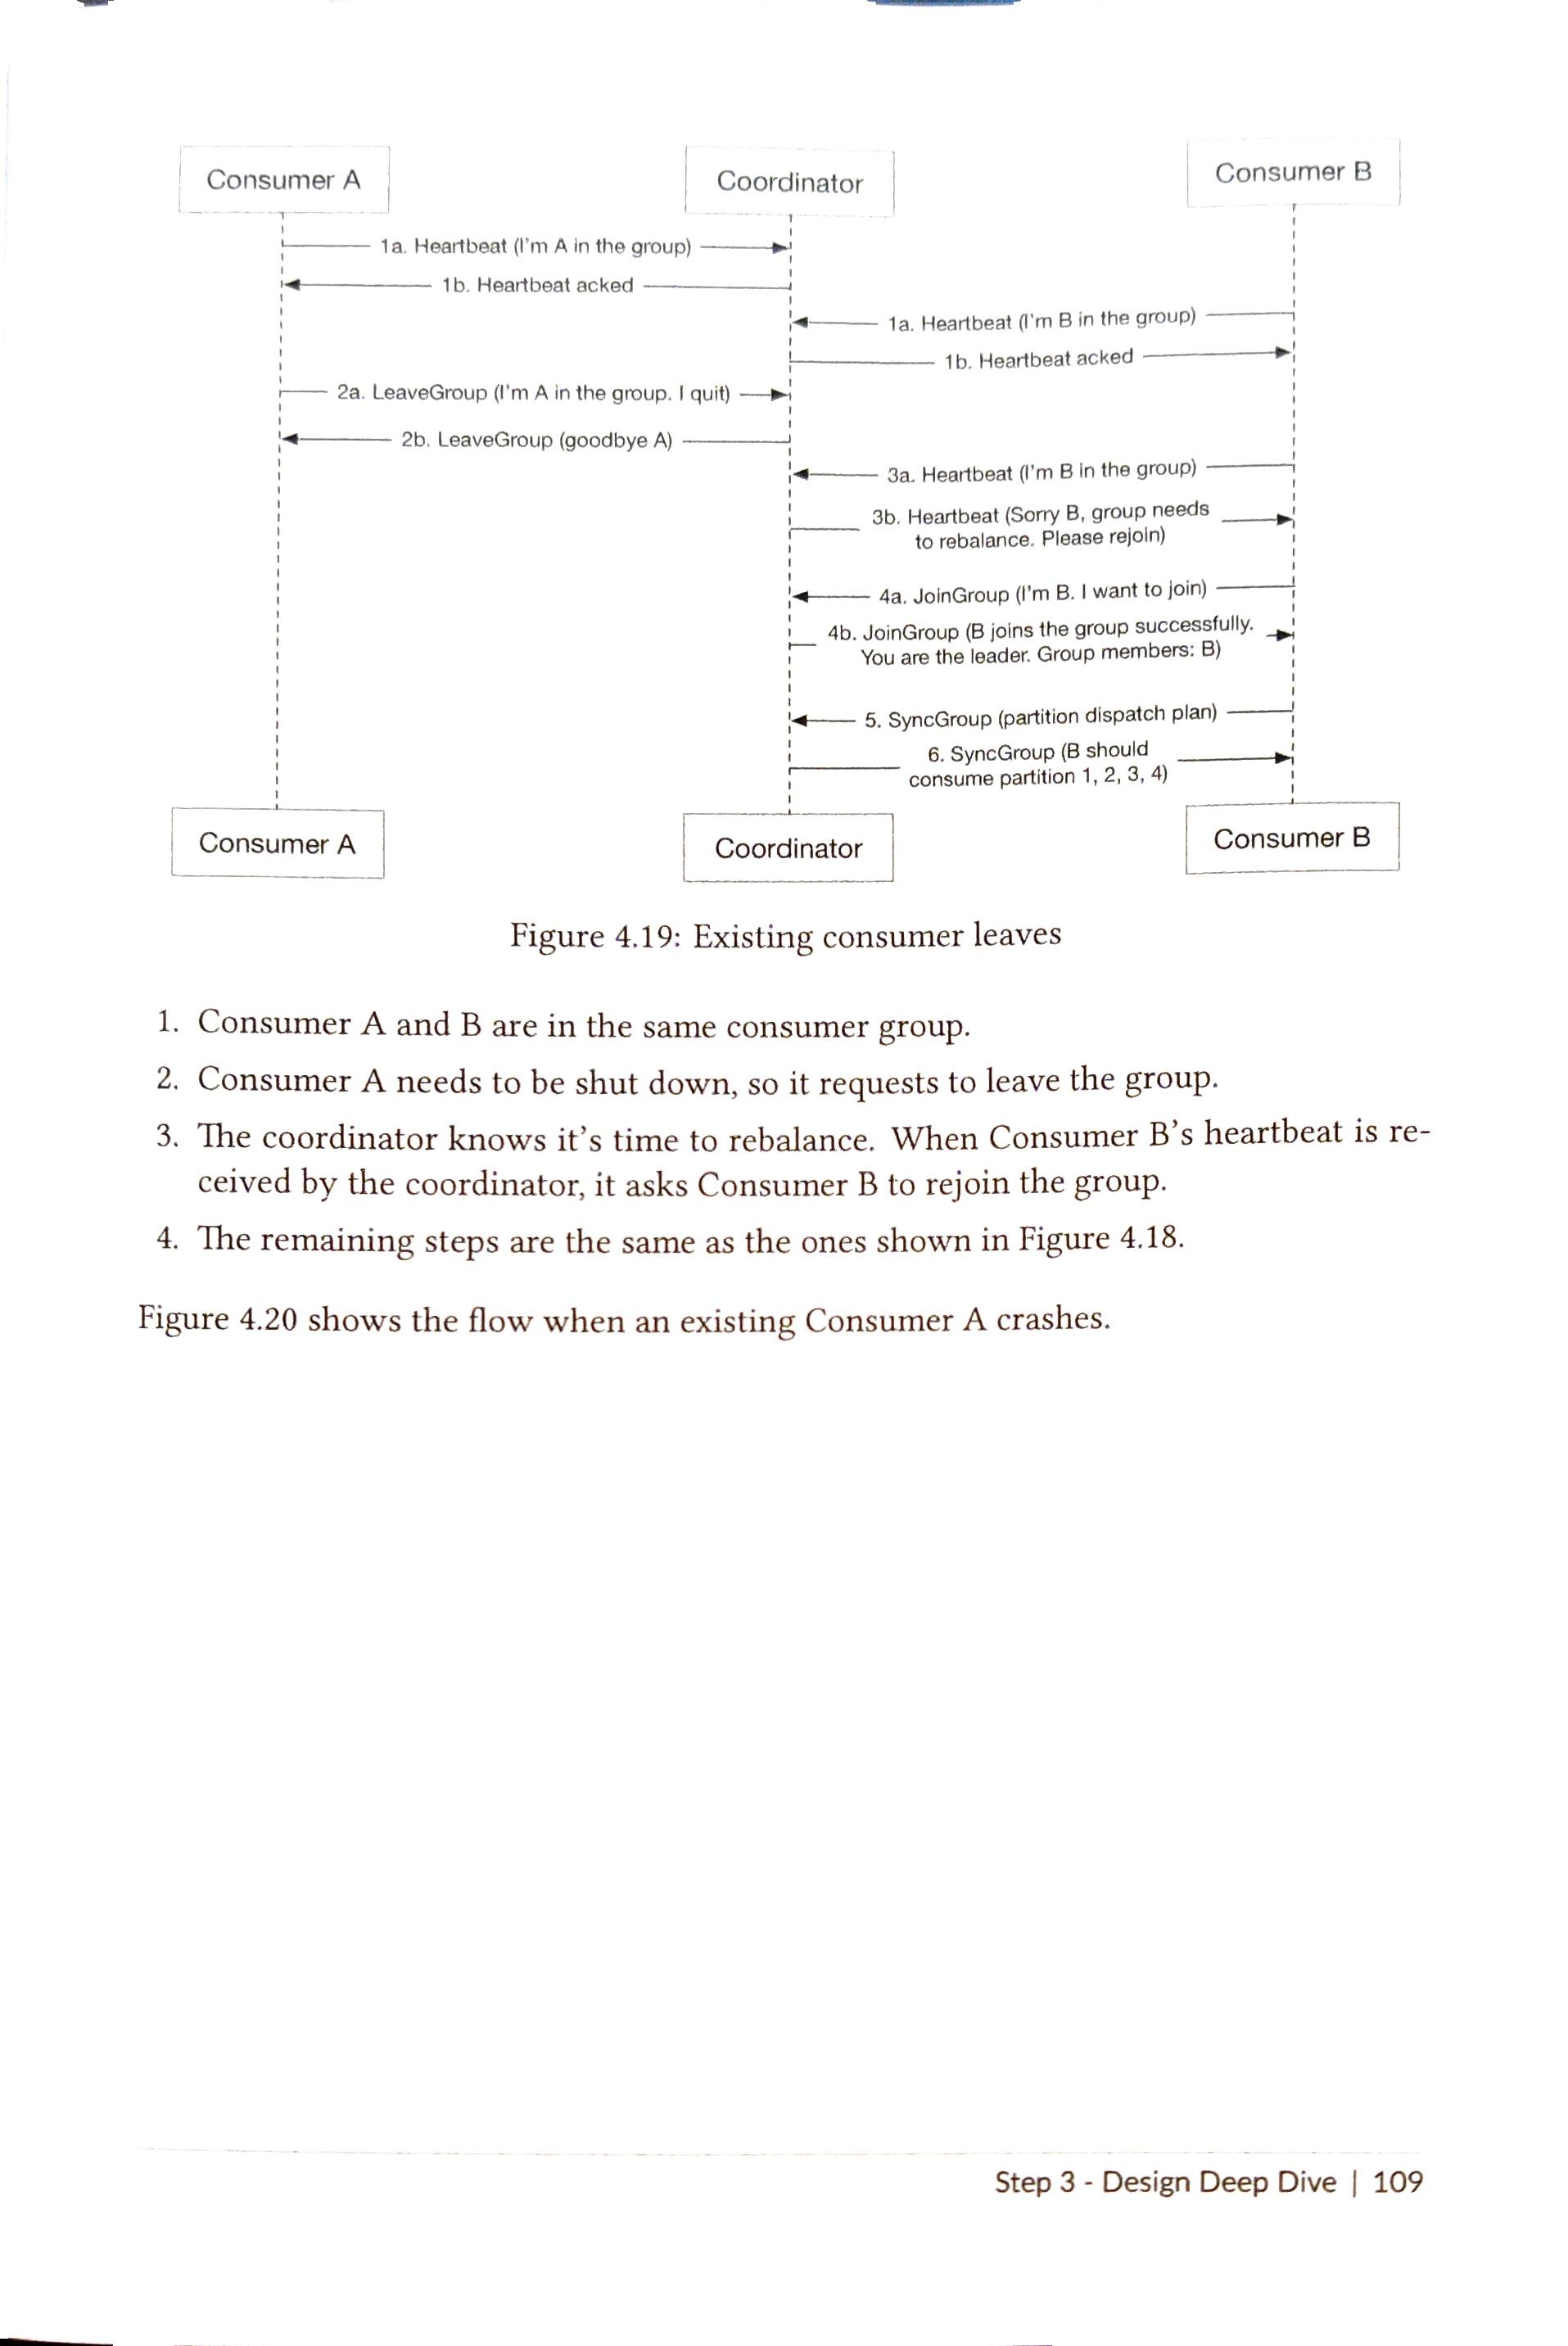 Consumer A
Coordinator
Consumer B
1a. Heartbeat (I'm A in the group)
1b. Heartbeat acked
1a. Heartbeat (I'm B in the group)
1b. Heartbeat acked
2a. LeaveGroup (I'm A in the group. I quit)
2b. LeaveGroup (goodbye A)
3a. Heartbeat (I'm B in the group)
3b. Heartbeat (Sorry B, group needs
to rebalance. Please rejoin)
4a. JoinGroup (I'm B. I want to join)
4b. JoinGroup (B joins the group successfully.
You are the leader. Group members: B)
5. SyncGroup (partition dispatch plan)
6. SyncGroup (B should
consume partition 1, 2, 3, 4)
Consumer A
Coordinator
Consumer B
Figure 4.19: Existing consumer leaves
1. Consumer A and B are in the same consumer group.
2. Consumer A needs to be shut down, so it requests to leave the group.
3. The coordinator knows it's time to rebalance. When Consumer B's heartbeat is re-
ceived by the coordinator, it asks Consumer B to rejoin the group.
4. The remaining steps are the same as the ones shown in Figure 4.18.
Figure 4.20 shows the flow when an existing Consumer A crashes.
Step 3 - Design Deep Dive | 109